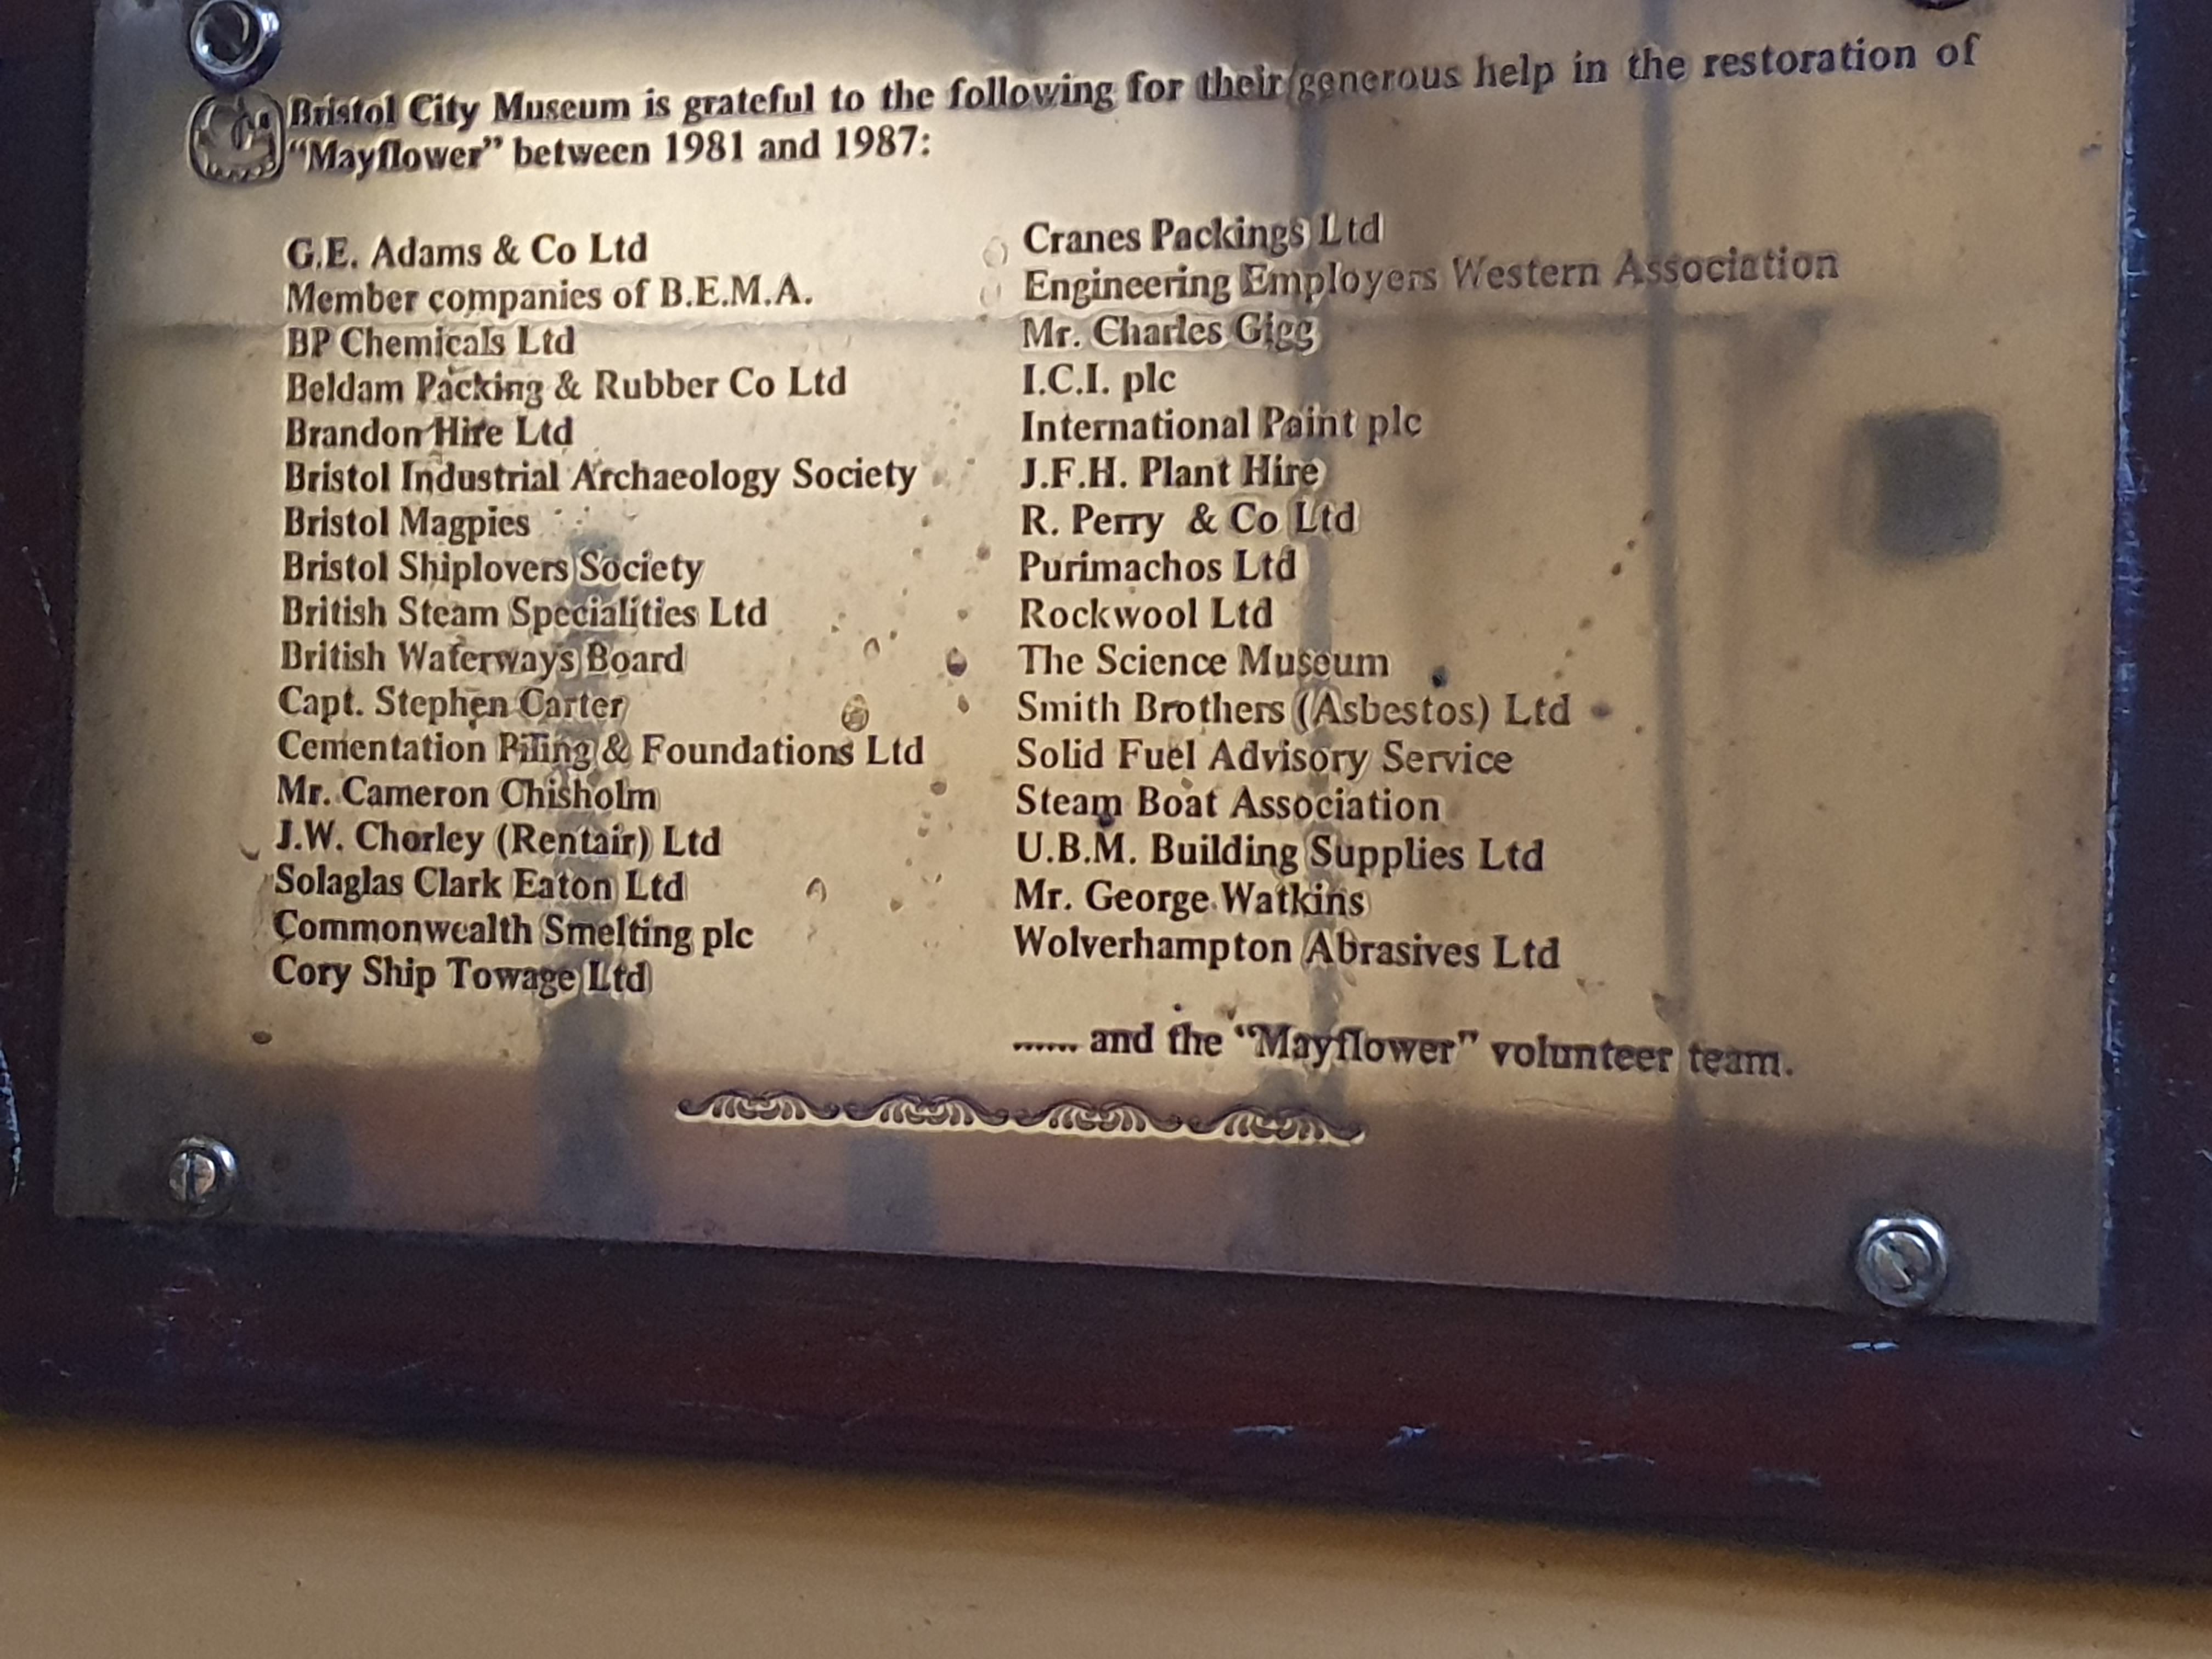 Bristol City Museum is grateful to the following for their generous help in the restoration of
“Mayflower” between 1981 and 1987:
G.E. Adams & Co Ltd
Member companies of B.E.M.A.
BP Chemicals Ltd
Beldam Packing & Rubber Co Ltd
Brandon Hire Ltd
Bristol Industrial Archaeology Society
Bristol Magpies
Bristol Shiplovers Society
British Steam Specialities Ltd
British Waterways Board
Capt. Stephen Carter
Cementation Piling & Foundations Ltd
Mr. Cameron Chisholm
J.W. Chorley (Rentair) Ltd
Solaglas Clark Eaton Ltd
Commonwealth Smelting plc
Cory Ship Towage Ltd
Cranes Packings Ltd
Engineering Employers Western Association
Mr. Charles Gigg
I.C.I. plc
International Paint plc
J.F.H. Plant Hire
R. Perry & Co Ltd
Purimachos Ltd
Rockwool Ltd
The Science Museum
Smith Brothers (Asbestos) Ltd
Solid Fuel Advisory Service
Steam Boat Association
U.B.M. Building Supplies Ltd
Mr. George Watkins
Wolverhampton Abrasives Ltd
...... and the “Mayflower” volunteer team.